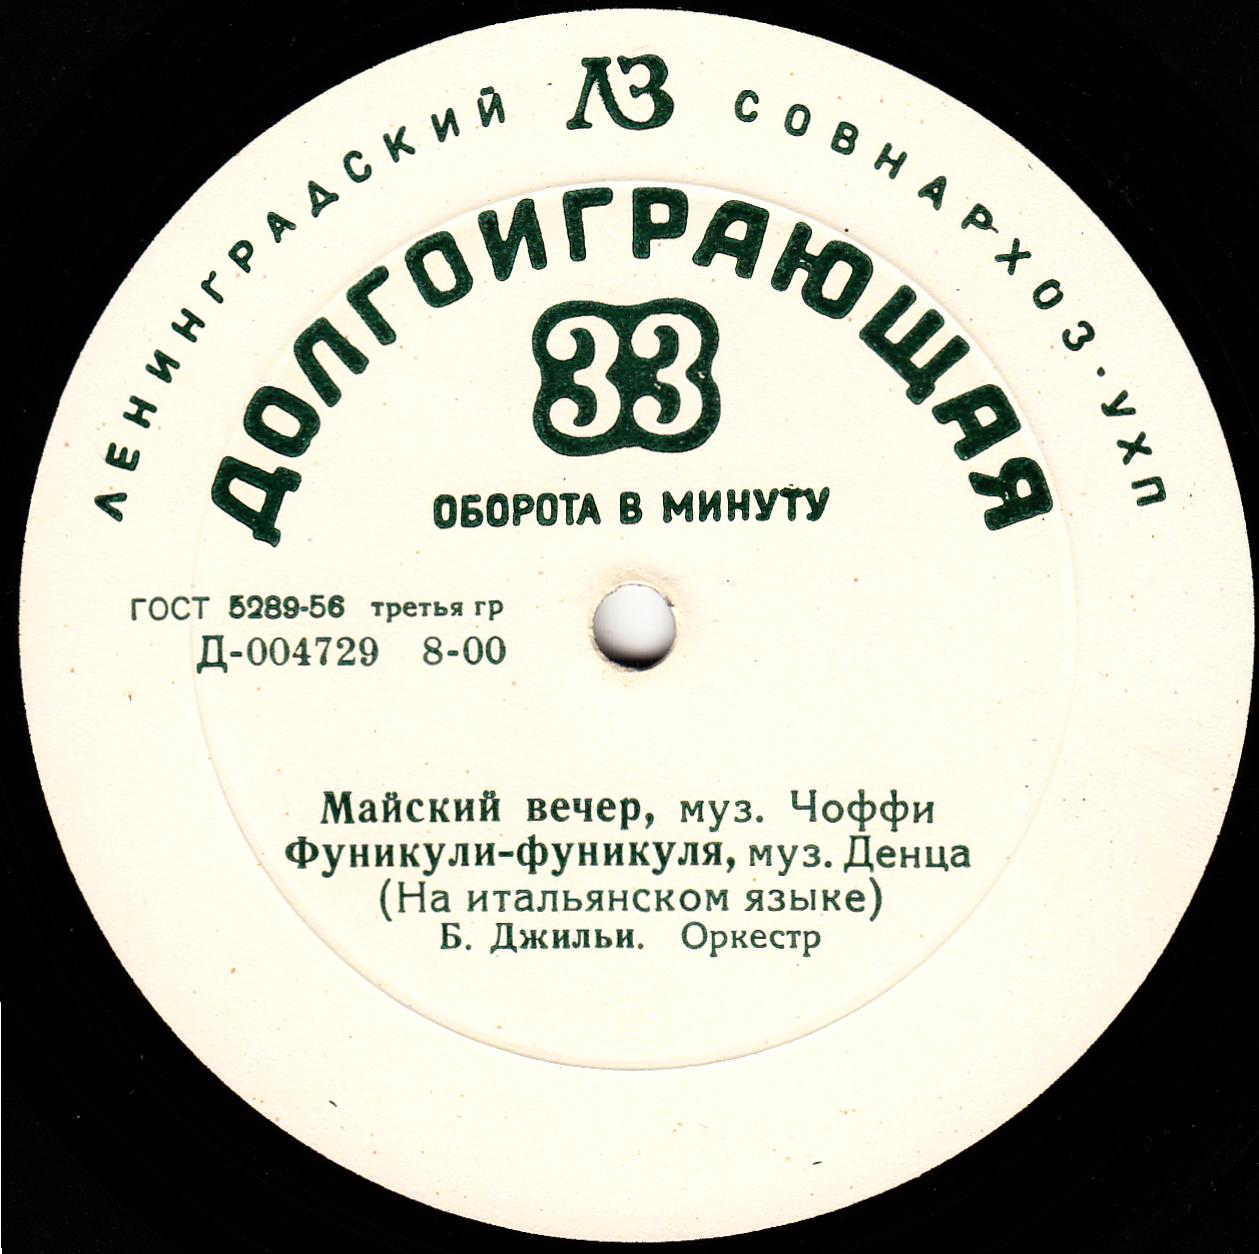 ЛЕНИНГРАДСКИЙ ЛЗ СОВНАРХОЗ·УХП
ДОЛГОИГРАЮЩАЯ
33
ОБОРОТА В МИНУТУ
ГОСТ 5289-56 третья гр
Д-004729 8-00
Майский вечер, муз. Чоффи
Фуникули-фуникуля, муз. Денца
(На итальянском языке)
Б. Джильи. Оркестр